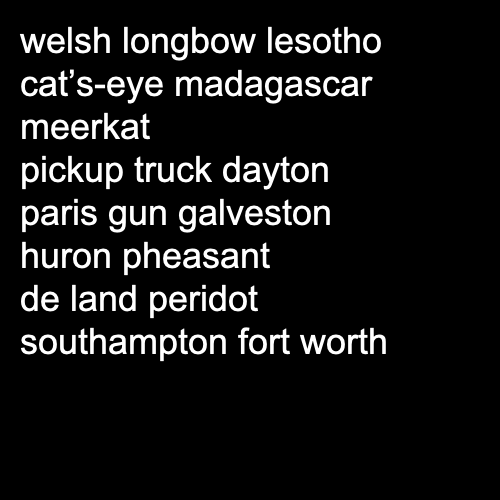 welsh longbow lesotho
cat’s-eye madagascar
meerkat
pickup truck dayton
paris gun galveston
huron pheasant
de land peridot
southampton fort worth